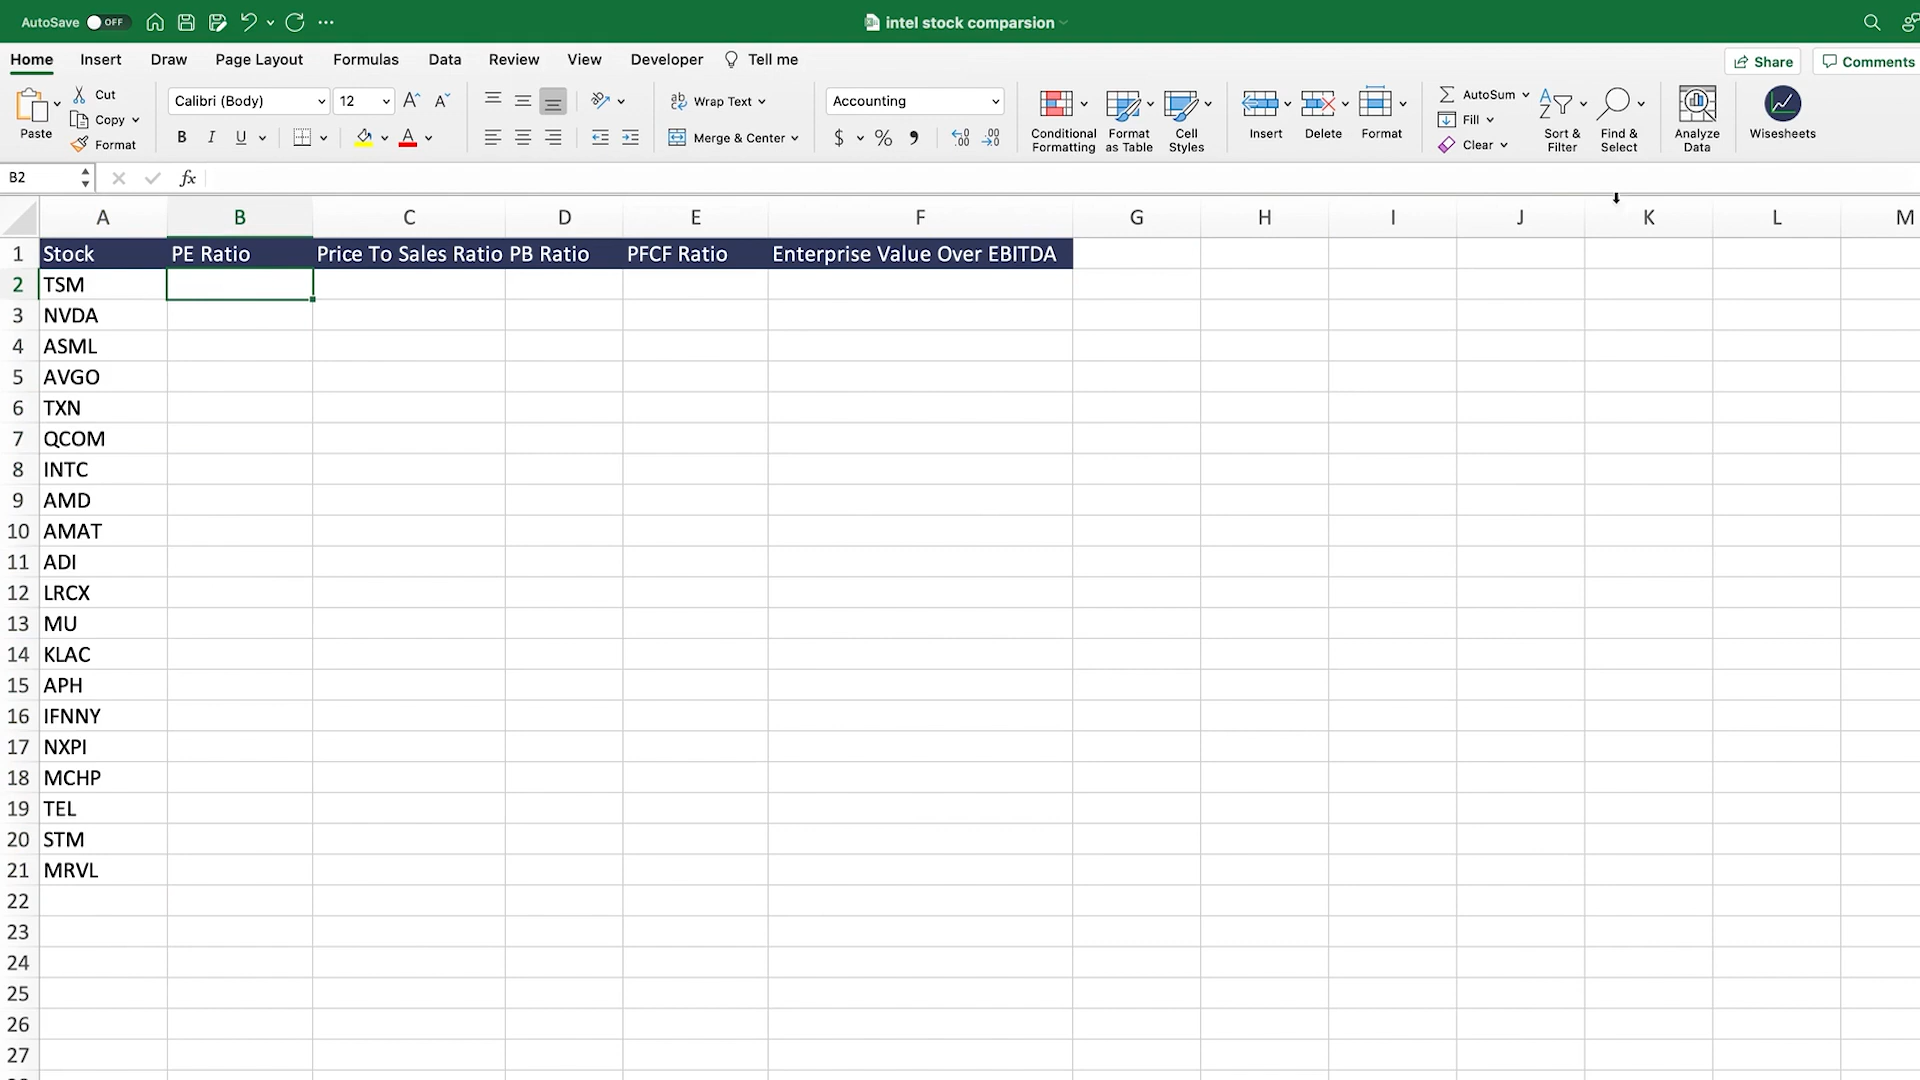 AutoSave OFF intel stock comparsion
Home Insert Draw Page Layout Formulas Data Review View Developer Tell me Share Comments
Paste Cut Copy Format
Calibri (Body) 12 A A
B I U A
Wrap Text
Merge & Center
Accounting
$ % ,
Conditional Formatting
Format as Table
Cell Styles
Insert Delete Format
AutoSum
Fill
Clear
Sort & Filter
Find & Select
Analyze Data
Wisesheets
B2 fx
A B C D E F G H I J K L M
1 Stock PE Ratio Price To Sales Ratio PB Ratio PFCF Ratio Enterprise Value Over EBITDA
2 TSM
3 NVDA
4 ASML
5 AVGO
6 TXN
7 QCOM
8 INTC
9 AMD
10 AMAT
11 ADI
12 LRCX
13 MU
14 KLAC
15 APH
16 IFNNY
17 NXPI
18 MCHP
19 TEL
20 STM
21 MRVL
22
23
24
25
26
27